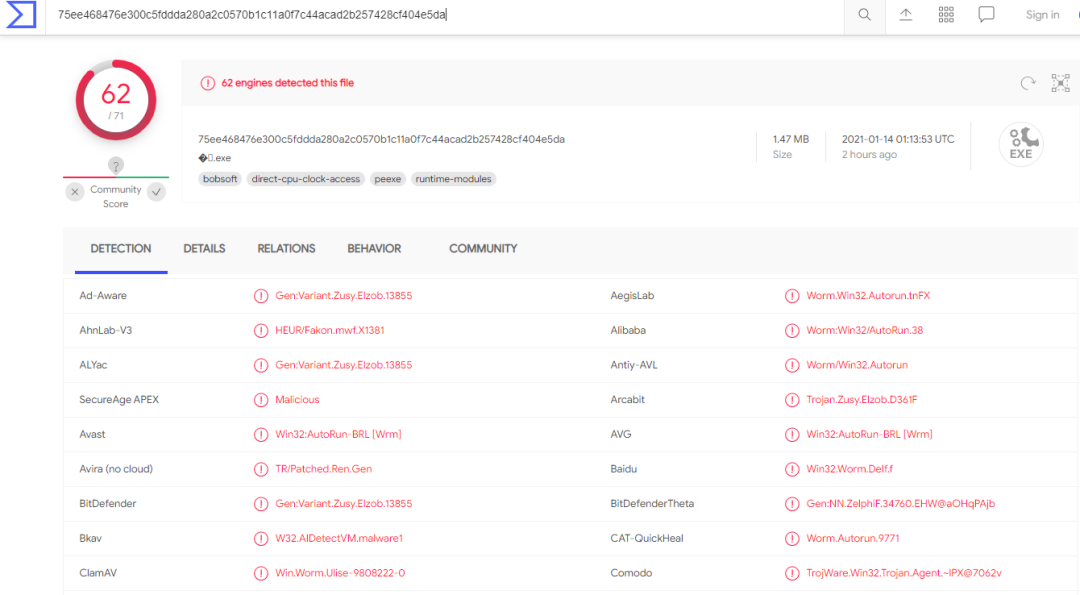 75ee468476e300c5fddda280a2c0570b1c11a0f7c44acad2b257428cf404e5da
Sign in
62
/ 71
?
Community
Score
62 engines detected this file
75ee468476e300c5fddda280a2c0570b1c11a0f7c44acad2b257428cf404e5da
�▯.exe
bobsoft direct-cpu-clock-access peexe runtime-modules
1.47 MB
Size
2021-01-14 01:13:53 UTC
2 hours ago
EXE
DETECTION DETAILS RELATIONS BEHAVIOR COMMUNITY
Ad-Aware Gen:Variant.Zusy.Elzob.13855 AegisLab Worm.Win32.Autorun.tnFX
AhnLab-V3 HEUR/Fakon.mwf.X1381 Alibaba Worm:Win32/AutoRun.38
ALYac Gen:Variant.Zusy.Elzob.13855 Antiy-AVL Worm/Win32.Autorun
SecureAge APEX Malicious Arcabit Trojan.Zusy.Elzob.D361F
Avast Win32:AutoRun-BRL [Wrm] AVG Win32:AutoRun-BRL [Wrm]
Avira (no cloud) TR/Patched.Ren.Gen Baidu Win32.Worm.Delf.f
BitDefender Gen:Variant.Zusy.Elzob.13855 BitDefenderTheta Gen:NN.ZelphiF.34760.EHW@aOHqPAjb
Bkav W32.AIDetectVM.malware1 CAT-QuickHeal Worm.Autorun.9771
ClamAV Win.Worm.Ulise-9808222-0 Comodo TrojWare.Win32.Trojan.Agent.~IPX@7062v